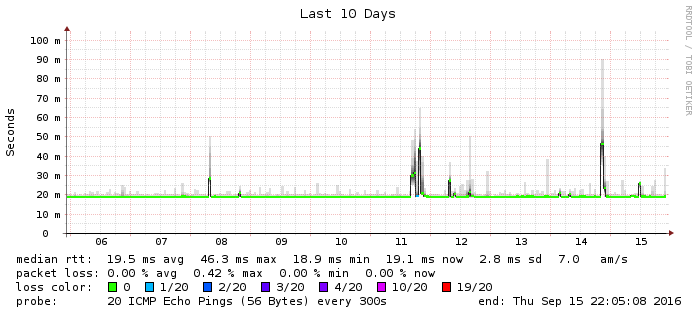 Last 10 Days
RRDTOOL / TOBI OETIKER
Seconds
100 m
90 m
80 m
70 m
60 m
50 m
40 m
30 m
20 m
10 m
0
06 07 08 09 10 11 12 13 14 15
median rtt: 19.5 ms avg 46.3 ms max 18.9 ms min 19.1 ms now 2.8 ms sd 7.0 am/s
packet loss: 0.00 % avg 0.42 % max 0.00 % min 0.00 % now
loss color: 0 1/20 2/20 3/20 4/20 10/20 19/20
probe: 20 ICMP Echo Pings (56 Bytes) every 300s end: Thu Sep 15 22:05:08 2016